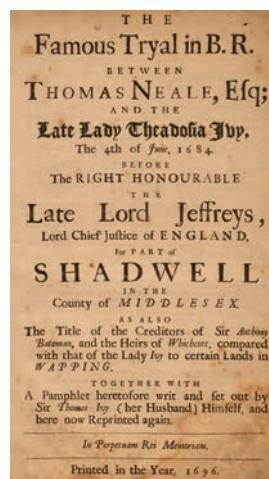 THE
Famous Tryal in B. R.
BETWEEN
THOMAS NEALE, Esq;
AND THE
Late Lady Theadosia Ivy.
The 4th of June, 1684.
BEFORE
The RIGHT HONOURABLE
THE
Late Lord Jeffreys,
Lord Chief Justice of ENGLAND,
For PART of
SHADWELL
IN THE
County of MIDDLESEX.
AS ALSO
The Title of the Creditors of Sir Anthony
Bateman, and the Heirs of Whichcott, compared
with that of the Lady Ivy to certain Lands in
WAPPING.
TOGETHER WITH
A Pamphlet heretofore writ and set out by
Sir Thomas Ivy (her Husband) Himself, and
here now Reprinted again.
In Perpetuam Rei Memoriam.
Printed in the Year, 1696.